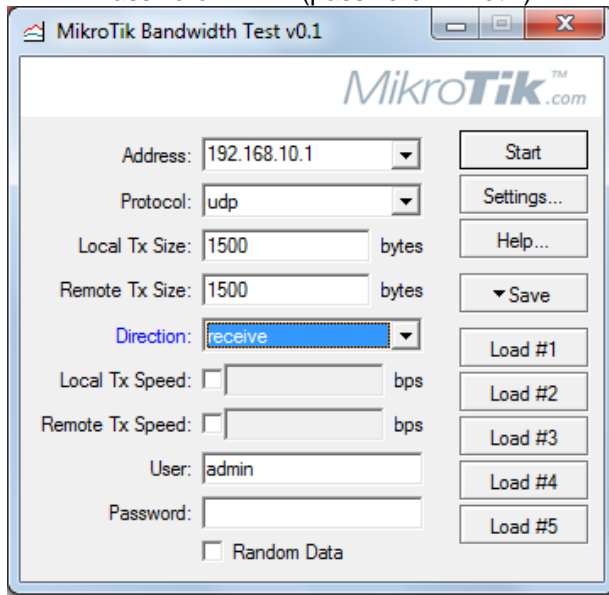 MikroTik Bandwidth Test v0.1
MikroTik™.com
Address: 192.168.10.1
Start
Protocol: udp
Settings...
Local Tx Size: 1500 bytes
Help...
Remote Tx Size: 1500 bytes
Save
Direction: receive
Load #1
Local Tx Speed: bps
Load #2
Remote Tx Speed: bps
Load #3
User: admin
Load #4
Password:
Load #5
Random Data